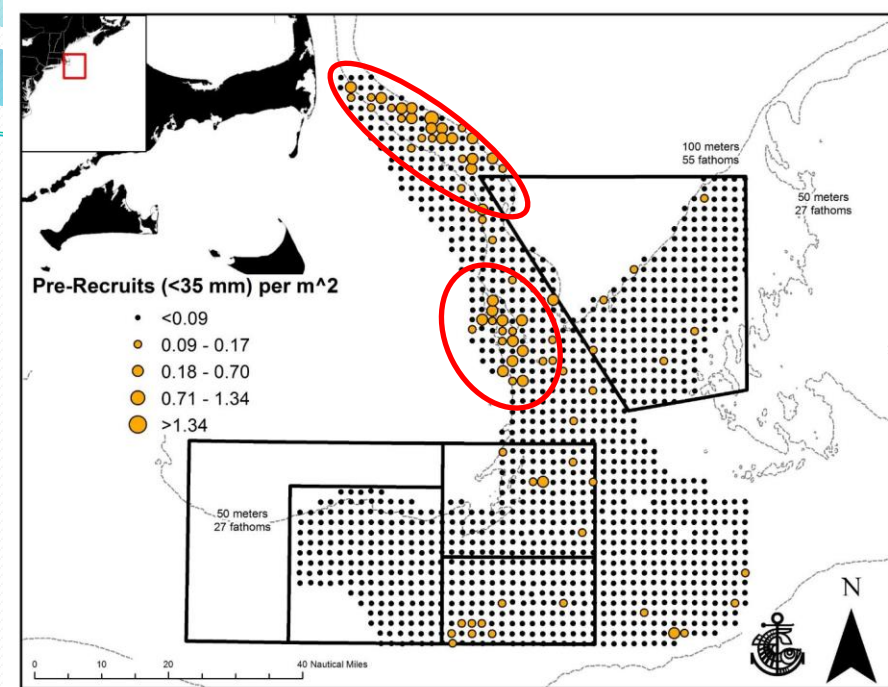 100 meters
55 fathoms
50 meters
27 fathoms
Pre-Recruits (<35 mm) per m^2
<0.09
0.09 - 0.17
0.18 - 0.70
0.71 - 1.34
>1.34
50 meters
27 fathoms
N
0 10 20 40 Nautical Miles